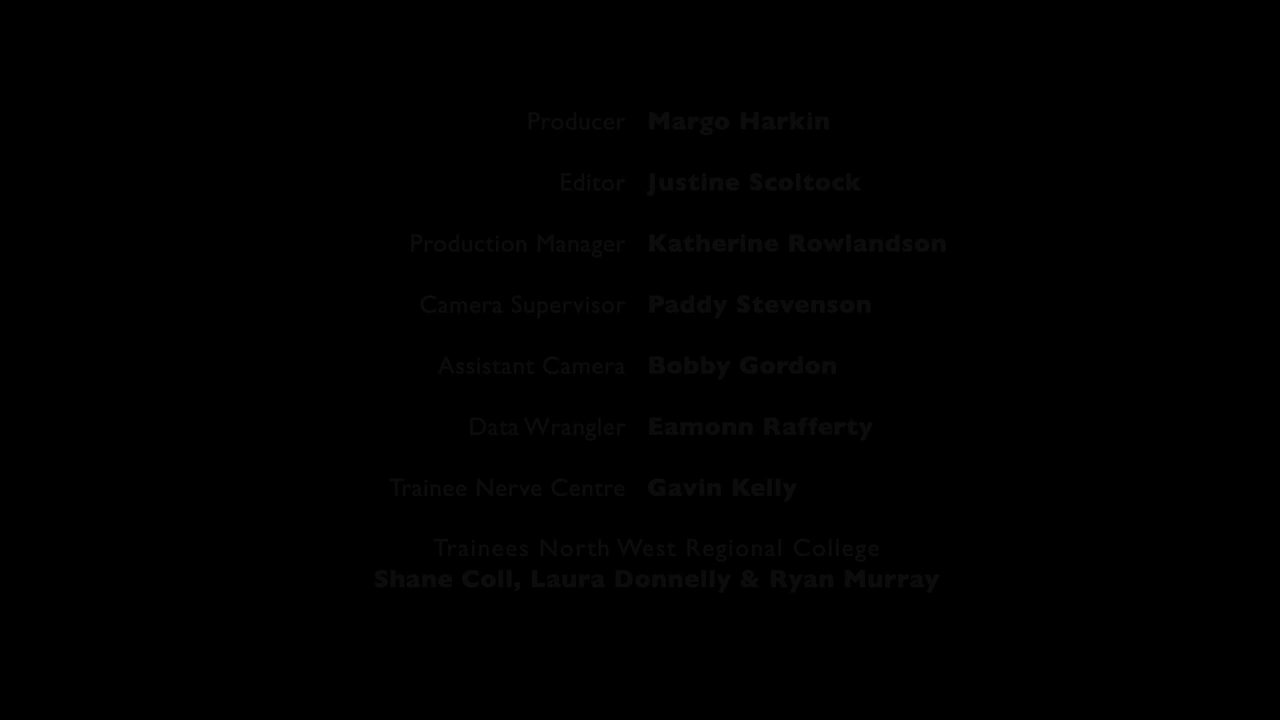 Producer Margo Harkin
Editor Justine Scoltock
Production Manager Katherine Rowlandson
Camera Supervisor Paddy Stevenson
Assistant Camera Bobby Gordon
Data Wrangler Eamonn Rafferty
Trainee Nerve Centre Gavin Kelly
Trainees North West Regional College
Shane Coll, Laura Donnelly & Ryan Murray